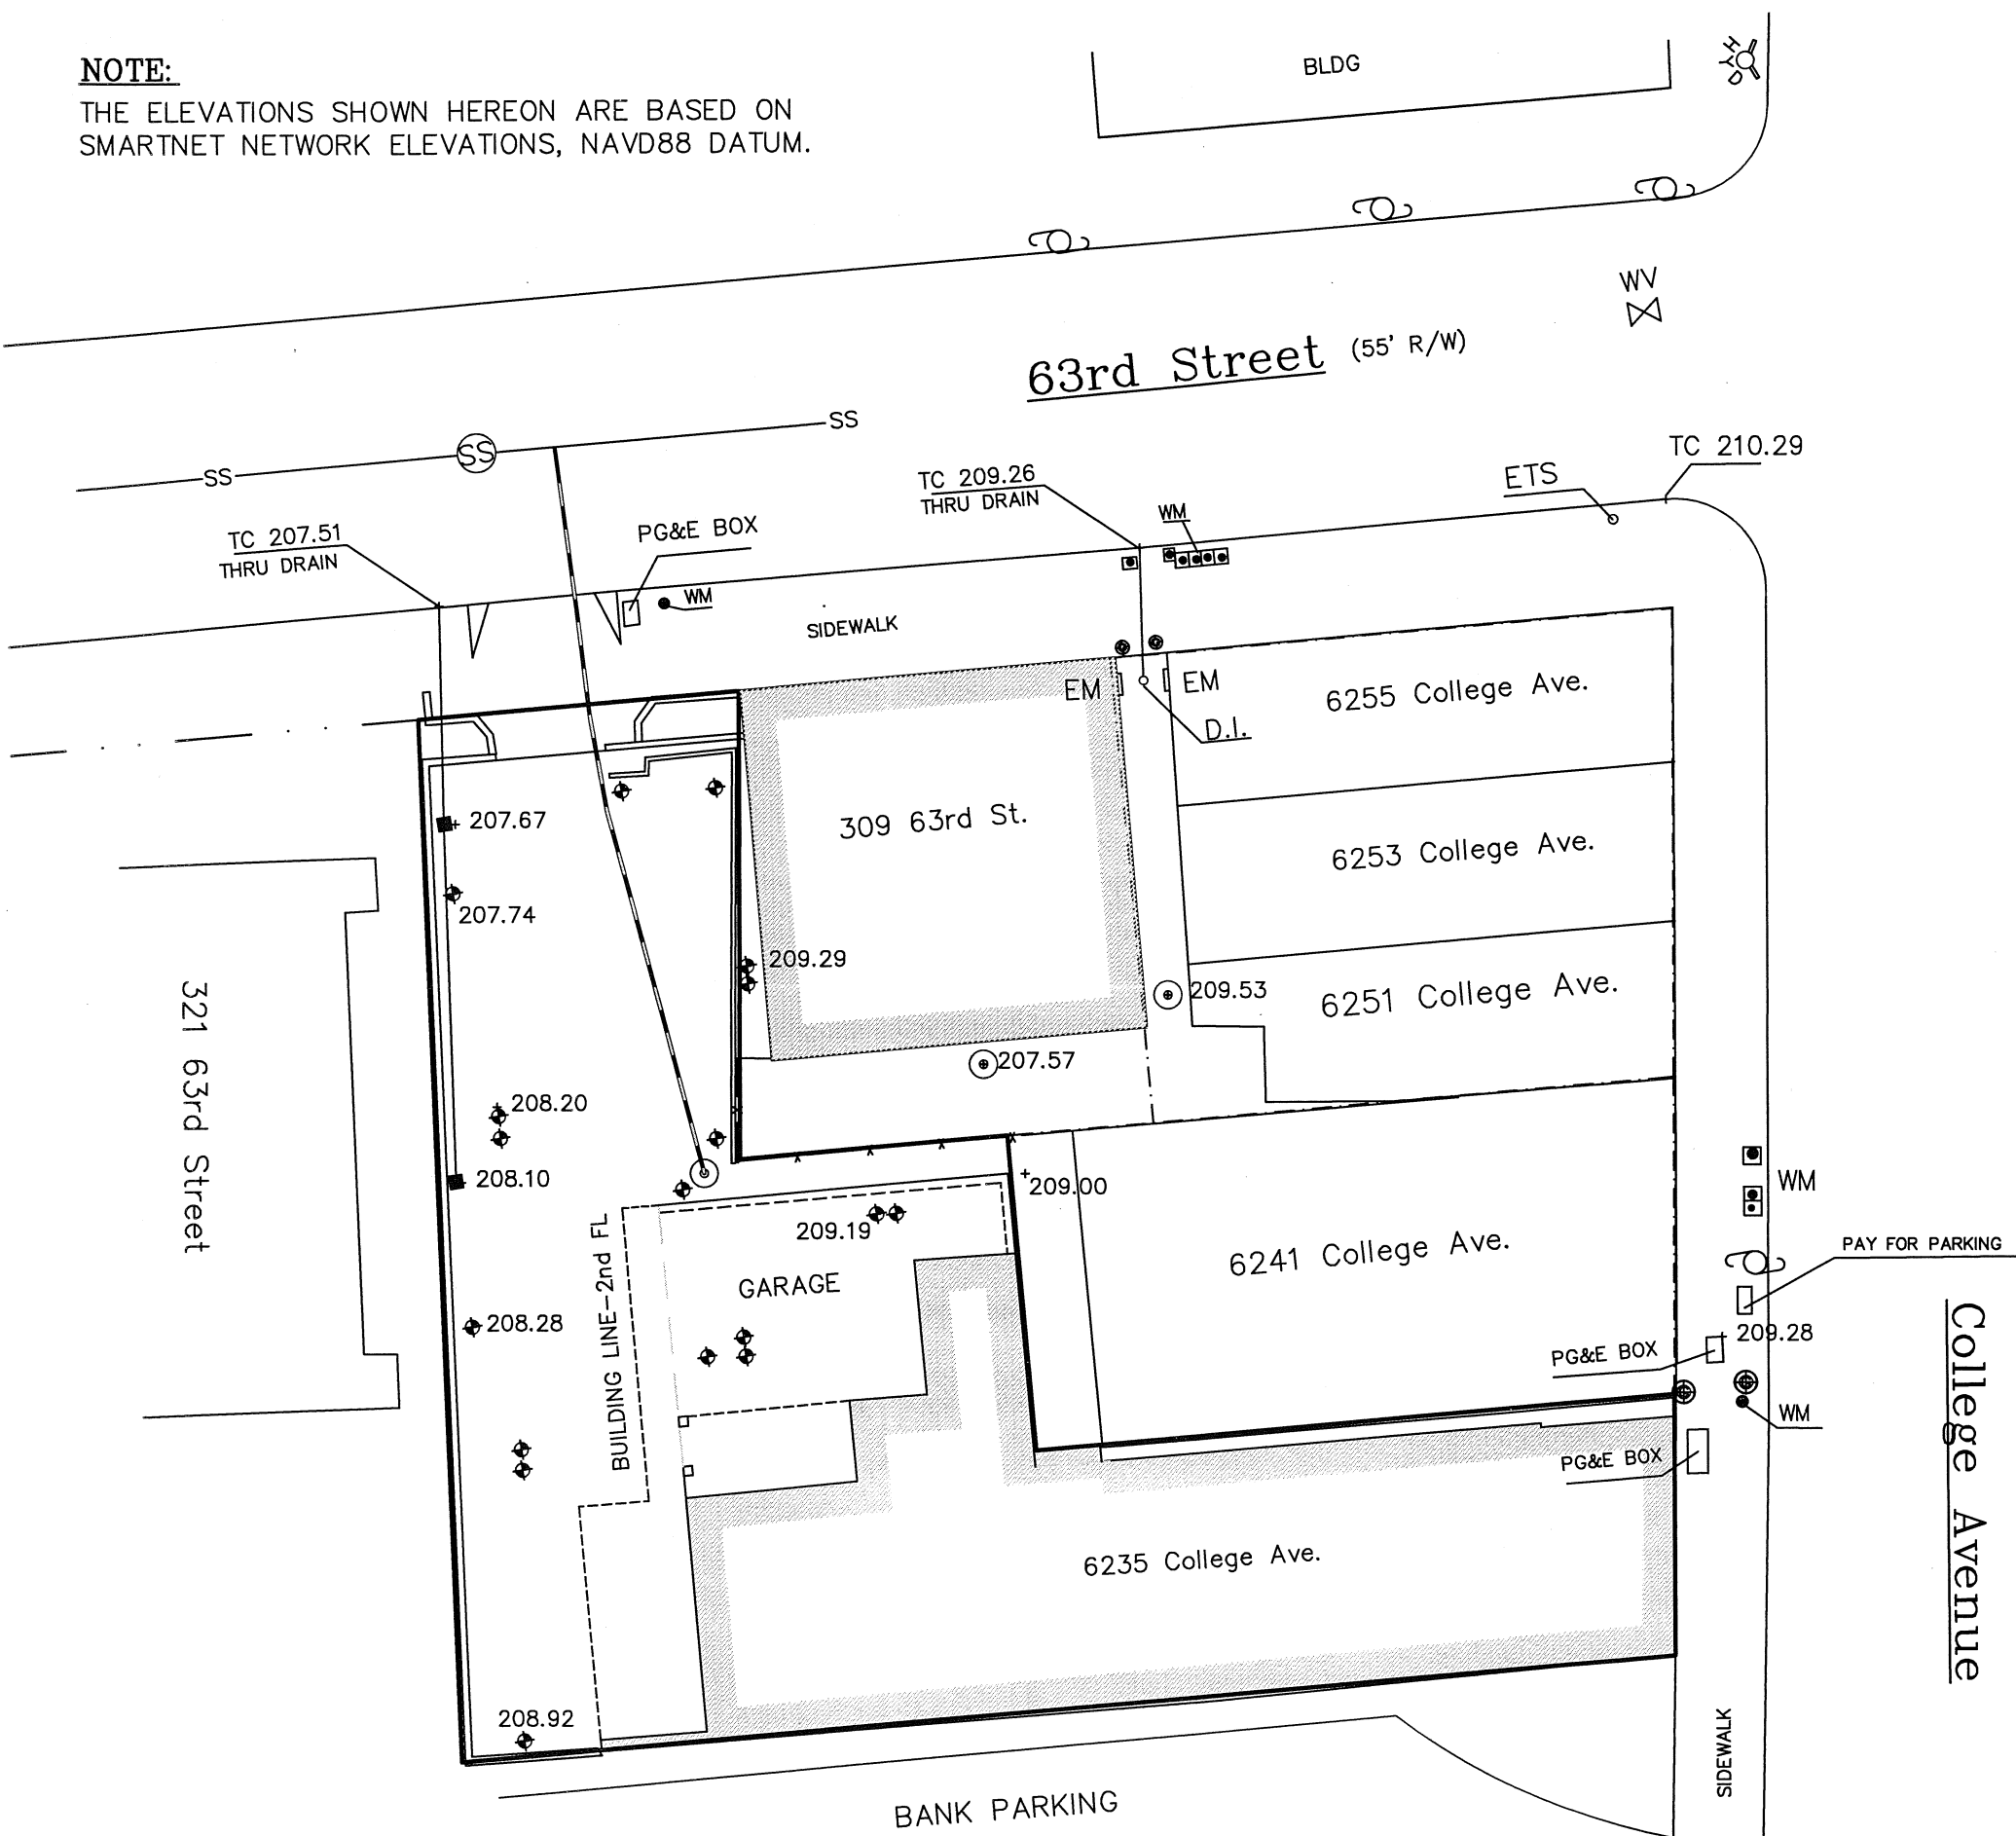 NOTE:
THE ELEVATIONS SHOWN HEREON ARE BASED ON
SMARTNET NETWORK ELEVATIONS, NAVD88 DATUM.
BLDG
HYD
WV
63rd Street (55' R/W)
SS
SS
SS
TC 210.29
ETS
TC 209.26
THRU DRAIN
WM
TC 207.51
THRU DRAIN
PG&E BOX
WM
SIDEWALK
EM
EM
D.I.
6255 College Ave.
309 63rd St.
207.67
6253 College Ave.
207.74
209.29
209.53
6251 College Ave.
321 63rd Street
207.57
208.20
208.10
209.00
WM
209.19
6241 College Ave.
PAY FOR PARKING
GARAGE
BUILDING LINE-2nd FL
208.28
209.28
PG&E BOX
WM
College Avenue
PG&E BOX
6235 College Ave.
208.92
SIDEWALK
BANK PARKING